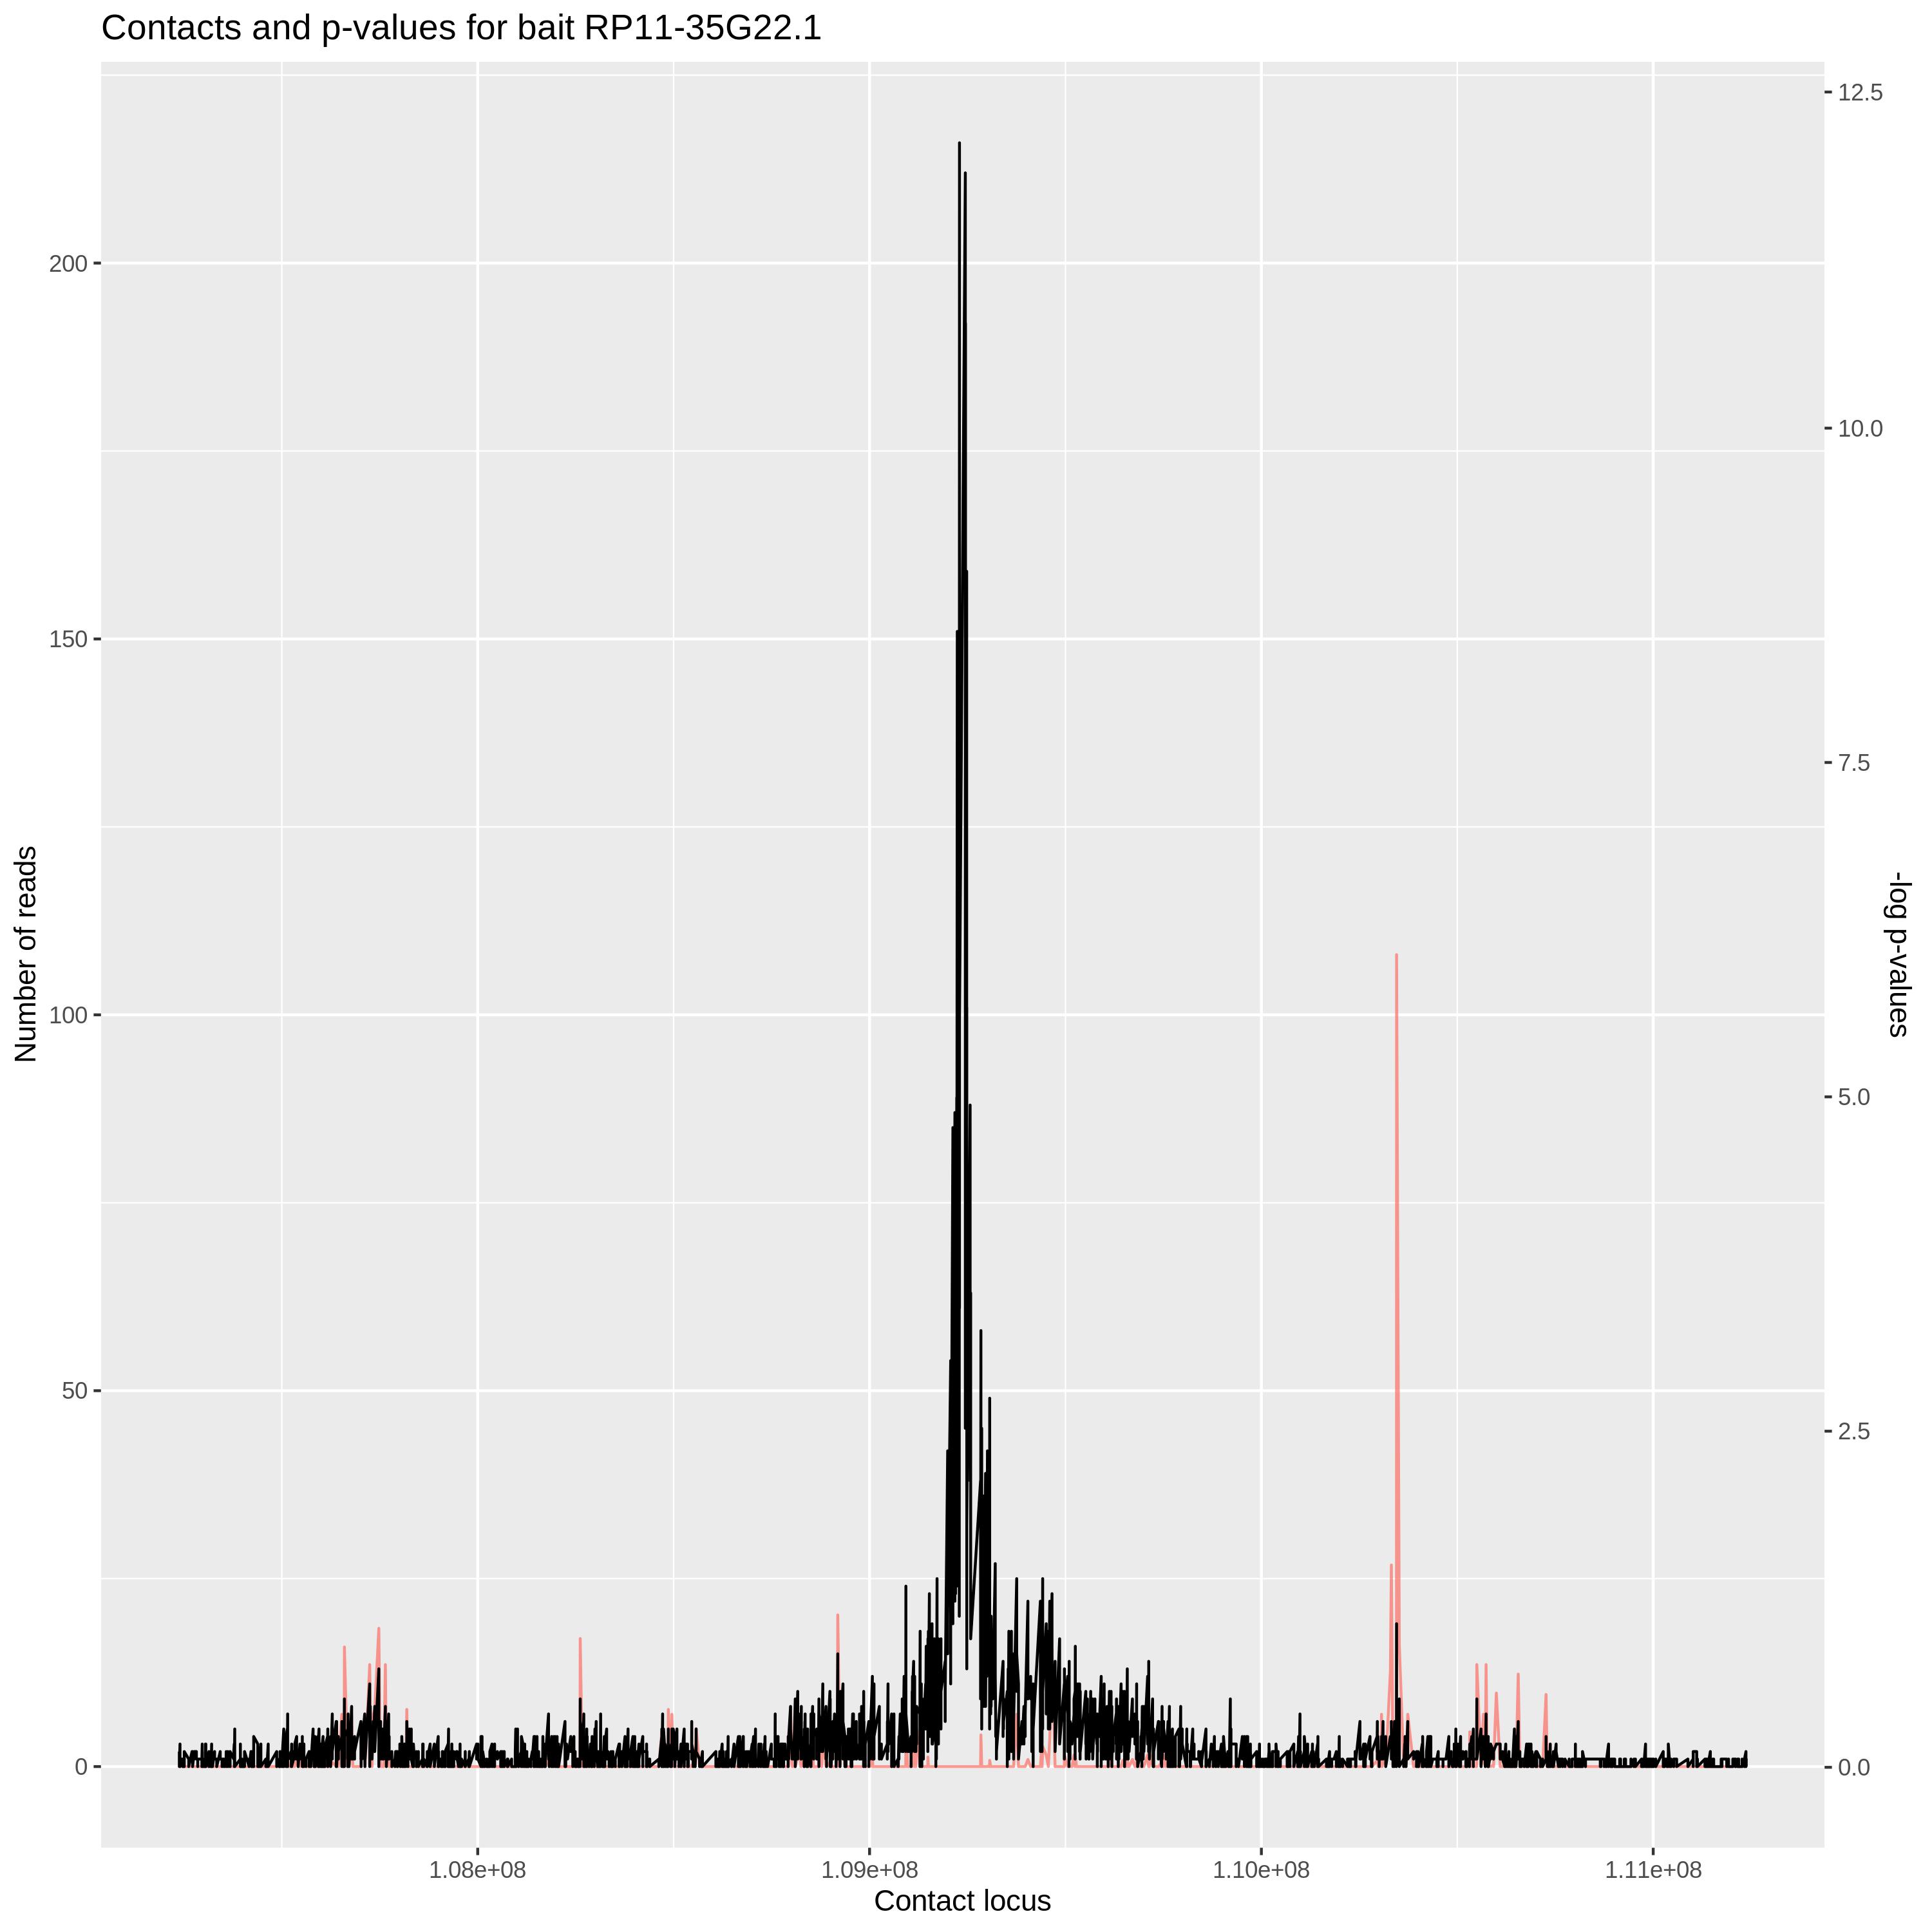 Contacts and p-values for bait RP11-35G22.1
Number of reads
200
150
100
50
0
12.5
10.0
7.5
5.0
2.5
0.0
-log p-values
1.08e+08
1.09e+08
1.10e+08
1.11e+08
Contact locus